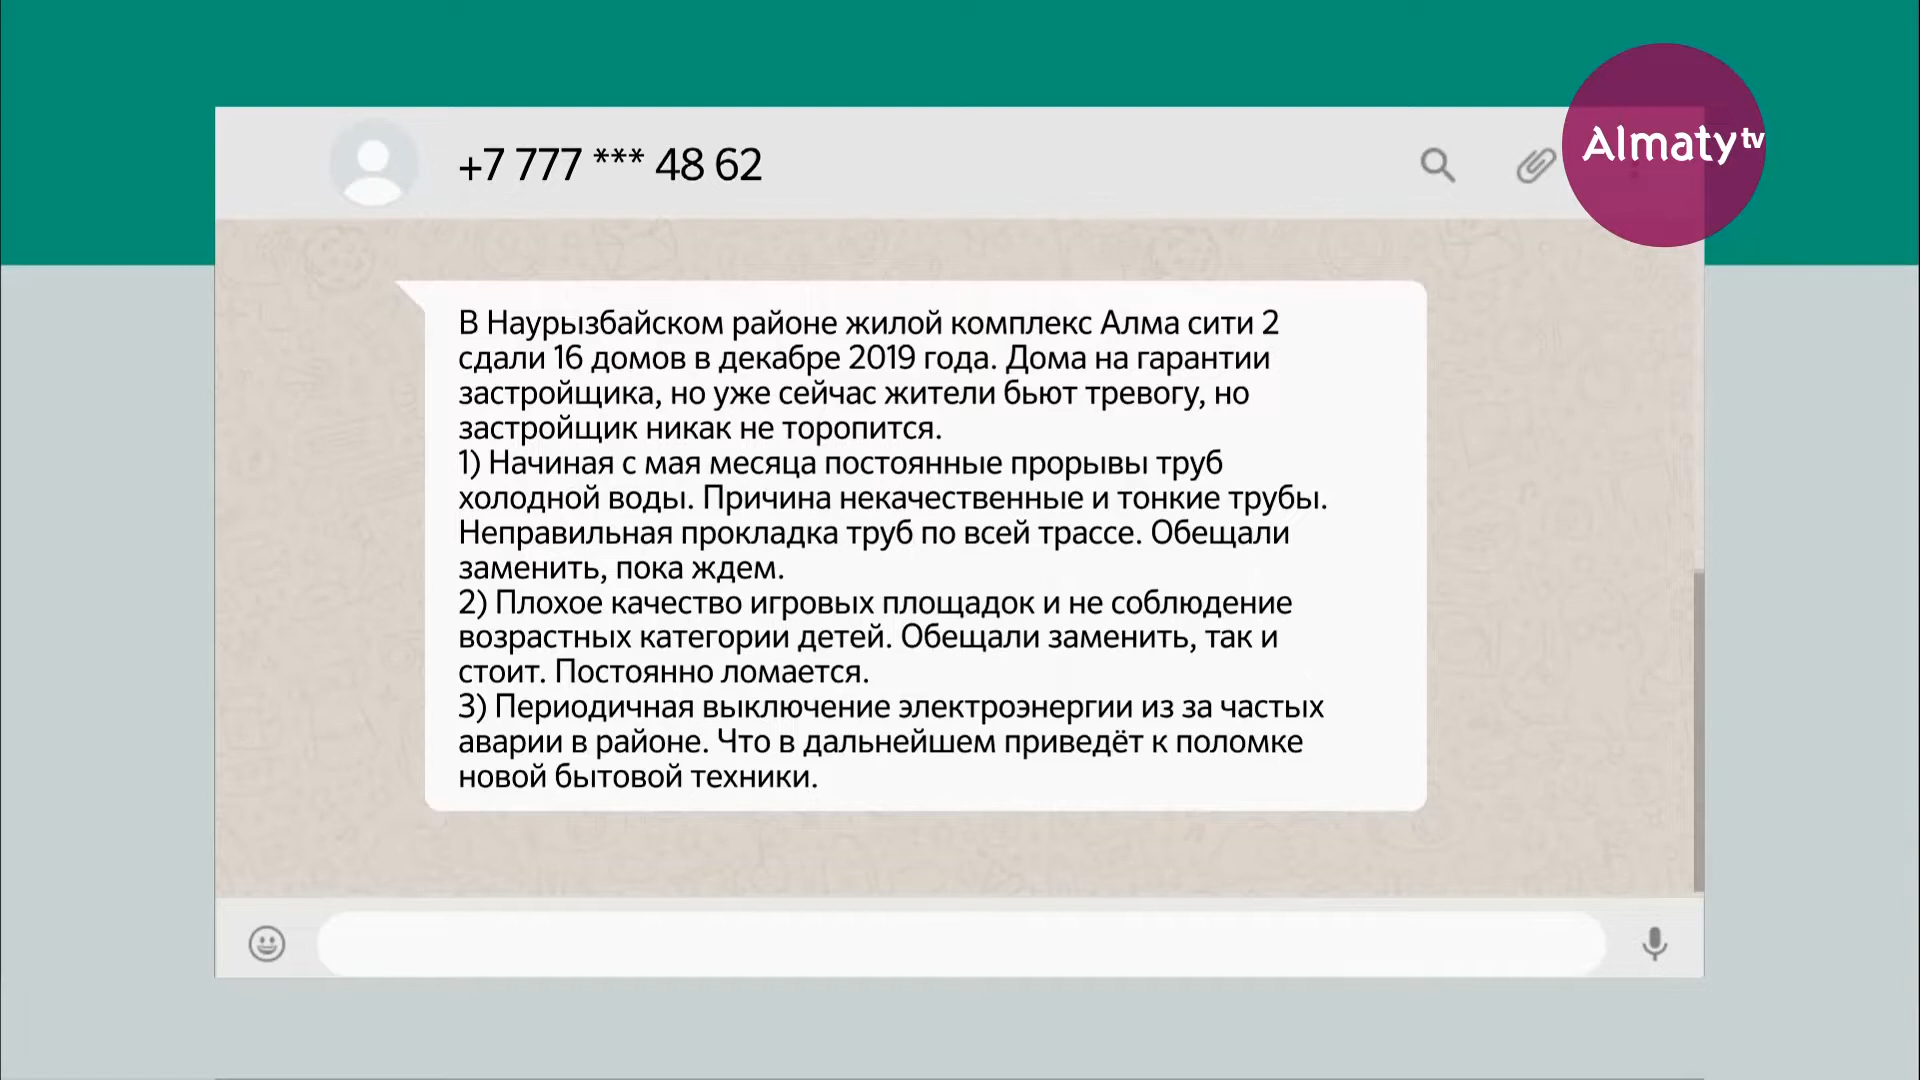 Almaty tv
+7 777 *** 48 62
В Наурызбайском районе жилой комплекс Алма сити 2
сдали 16 домов в декабре 2019 года. Дома на гарантии
застройщика, но уже сейчас жители бьют тревогу, но
застройщик никак не торопится.
1) Начиная с мая месяца постоянные прорывы труб
холодной воды. Причина некачественные и тонкие трубы.
Неправильная прокладка труб по всей трассе. Обещали
заменить, пока ждем.
2) Плохое качество игровых площадок и не соблюдение
возрастных категории детей. Обещали заменить, так и
стоит. Постоянно ломается.
3) Периодичная выключение электроэнергии из за частых
аварии в районе. Что в дальнейшем приведёт к поломке
новой бытовой техники.